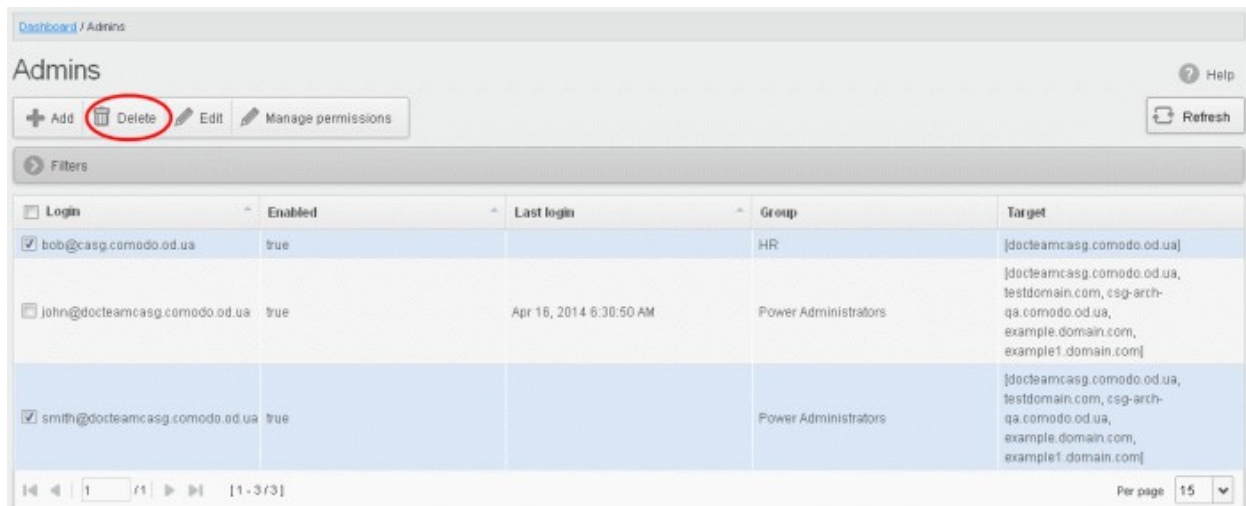 Dashboard / Admins
Admins
Help
Add Delete Edit Manage permissions
Refresh
Filters
Login Enabled Last login Group Target
bob@casg.comodo.od.ua true HR [docteamcasg.comodo.od.ua]
[docteamcasg.comodo.od.ua,
testdomain.com, csg-arch-
john@docteamcasg.comodo.od.ua true Apr 16, 2014 6:30:50 AM Power Administrators qa.comodo.od.ua,
example.domain.com,
example1.domain.com]
[docteamcasg.comodo.od.ua,
testdomain.com, csg-arch-
smith@docteamcasg.comodo.od.ua true Power Administrators qa.comodo.od.ua,
example.domain.com,
example1.domain.com]
1 /1 [1 - 3 / 3] Per page 15